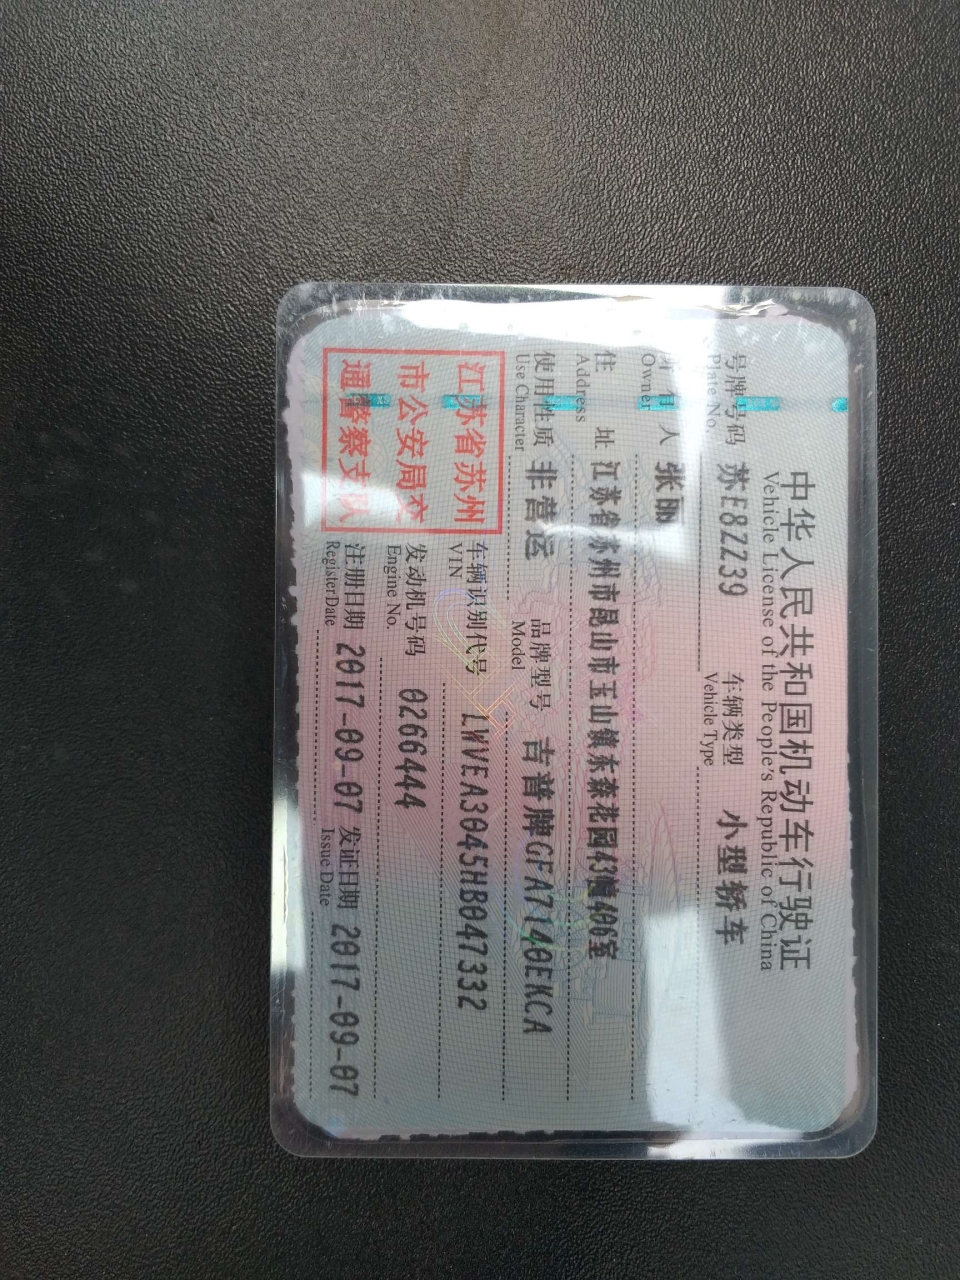 中华人民共和国机动车行驶证
Vehicle License of the People's Republic of China
号牌号码 苏E8ZZ39 车辆类型 小型轿车
Plate No. Vehicle Type
所有人 张
Owner
住址 江苏省苏州市昆山市玉山镇东森花园43幢406室
Address
使用性质 非营运 品牌型号 吉普牌GFA7140EKCA
Use Character Model
江苏省苏州
市公安局交
通警察支队
车辆识别代号 LWVEA3045HB047332
VIN
发动机号码 0266444
Engine No.
注册日期 2017-09-07 发证日期 2017-09-07
Register Date Issue Date